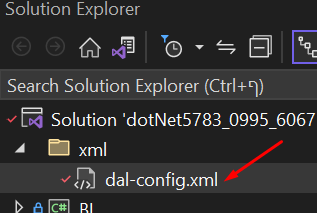 Solution Explorer
Search Solution Explorer (Ctrl+ף)
Solution 'dotNet5783_0995_6067
xml
dal-config.xml
C# BL